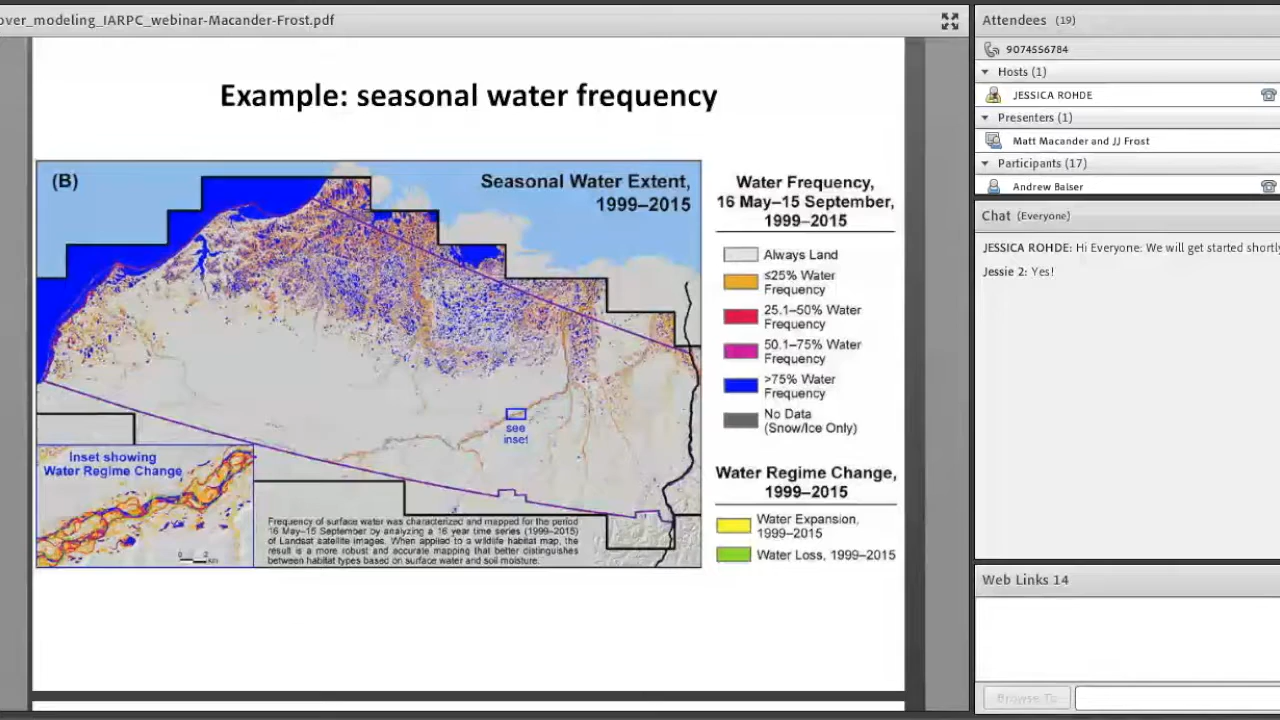 over_modeling_IARPC_webinar-Macander-Frost.pdf
Example: seasonal water frequency
(B)
Seasonal Water Extent,
1999–2015
see
inset
Inset showing
Water Regime Change
0 2
km
Frequency of surface water was characterized and mapped for the period
16 May–15 September by analyzing a 16 year time series (1999–2015)
of Landsat satellite images. When applied to a wildlife habitat map, the
result is a more robust and accurate mapping that better distinguishes
between habitat types based on surface water and soil moisture.
Water Frequency,
16 May–15 September,
1999–2015
Always Land
≤25% Water
Frequency
25.1–50% Water
Frequency
50.1–75% Water
Frequency
>75% Water
Frequency
No Data
(Snow/Ice Only)
Water Regime Change,
1999–2015
Water Expansion,
1999–2015
Water Loss, 1999–2015
Attendees (19)
9074556784
Hosts (1)
JESSICA ROHDE
Presenters (1)
Matt Macander and JJ Frost
Participants (17)
Andrew Balser
Chat (Everyone)
JESSICA ROHDE: Hi Everyone: We will get started shortly
Jessie 2: Yes!
Web Links 14
Browse To